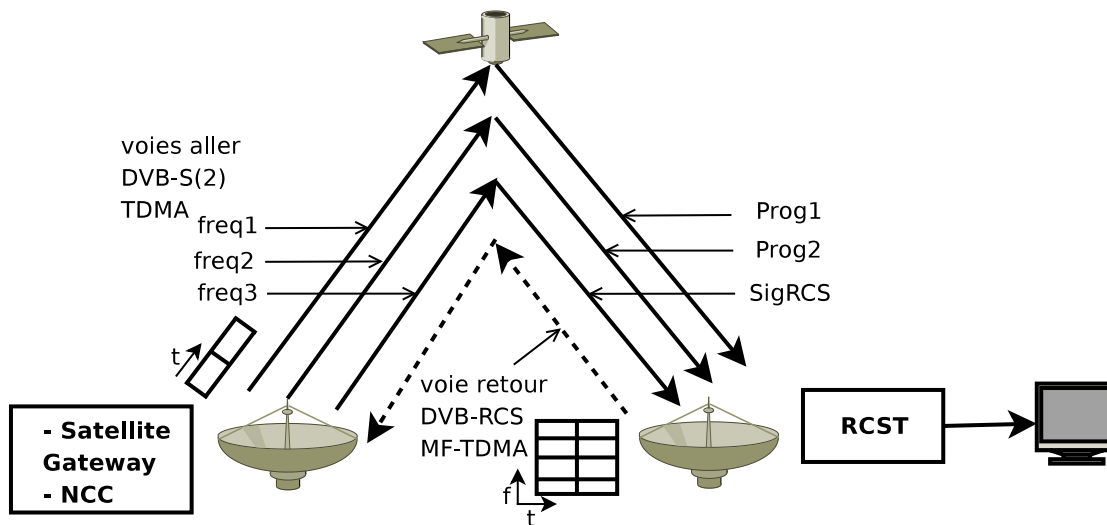 voies aller
DVB-S(2)
TDMA
freq1
freq2
freq3
Prog1
Prog2
SigRCS
t
voie retour
DVB-RCS
MF-TDMA
- Satellite
Gateway
- NCC
RCST
f
t